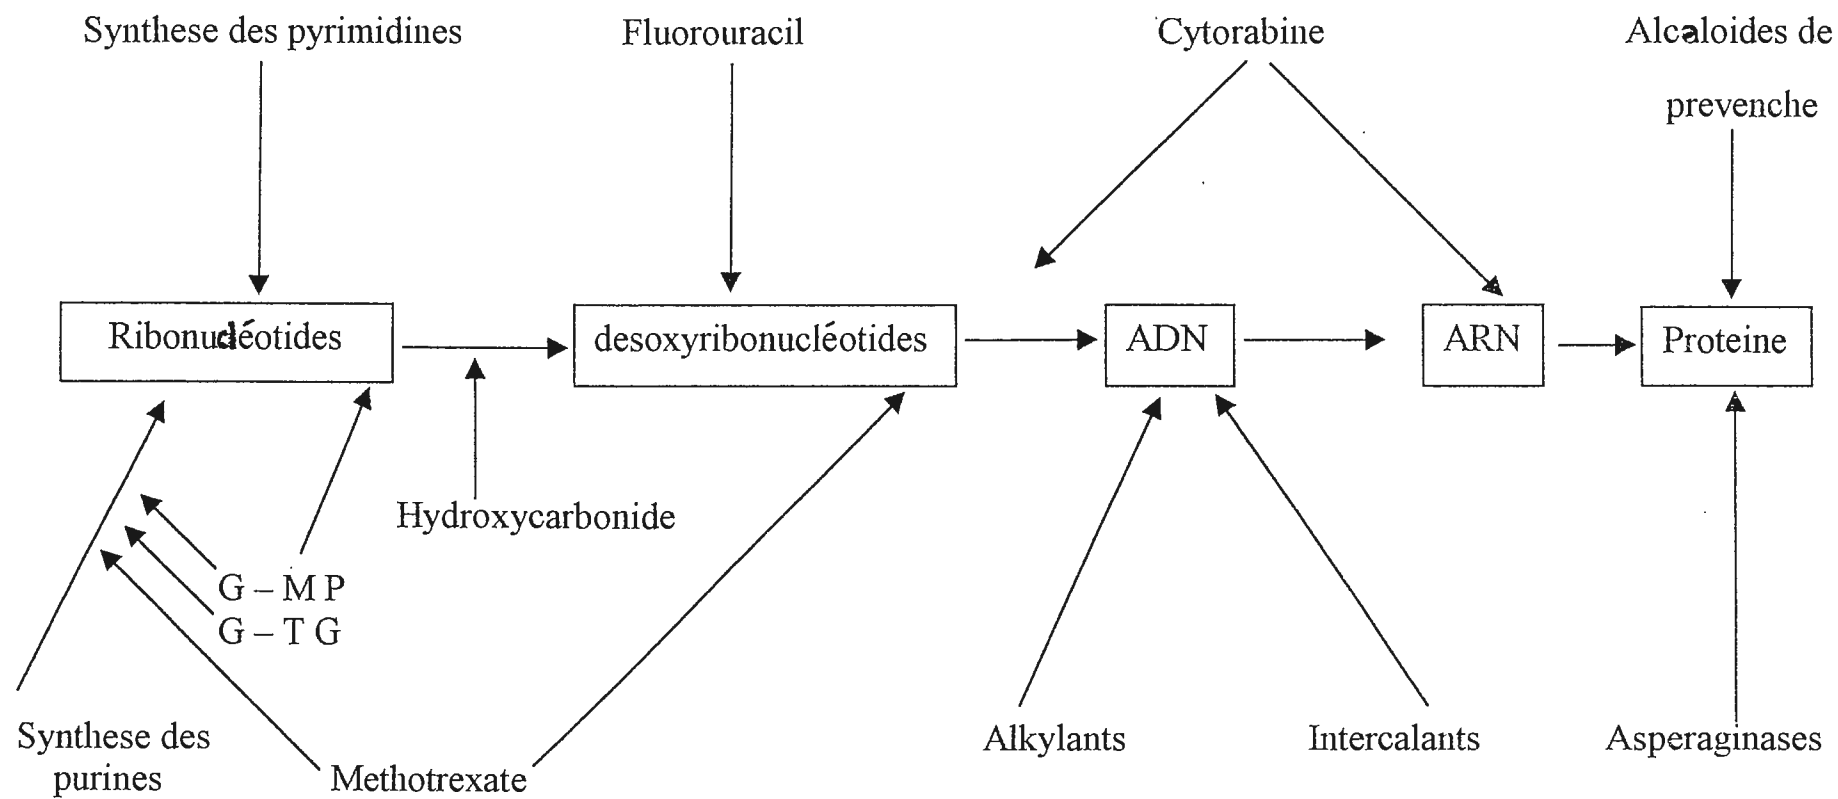 Synthese des pyrimidines
Fluorouracil
Cytorabine
Alcaloides de
prevenche
Ribonucléotides
desoxyribonucléotides
ADN
ARN
Proteine
Hydroxycarbonide
G – M P
G – T G
Synthese des
purines
Methotrexate
Alkylants
Intercalants
Asperaginases